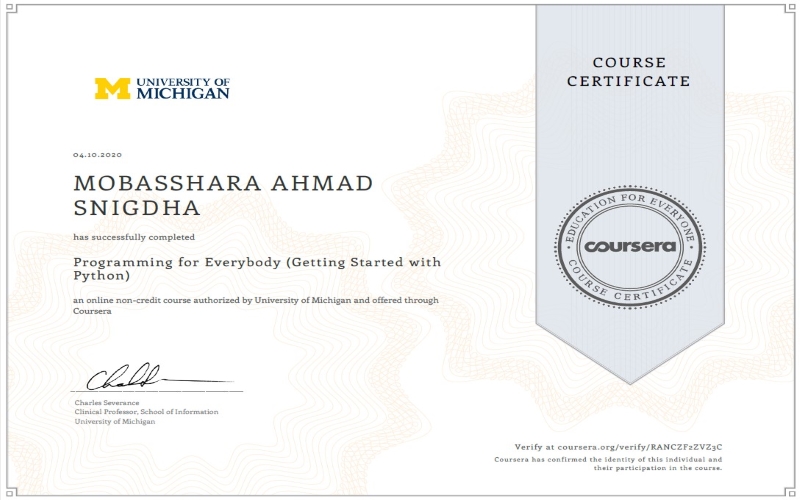 UNIVERSITY OF
MICHIGAN
COURSE
CERTIFICATE
04.10.2020
MOBASSHARA AHMAD
SNIGDHA
has successfully completed
Programming for Everybody (Getting Started with
Python)
an online non-credit course authorized by University of Michigan and offered through
Coursera
EDUCATION FOR EVERYONE
coursera
COURSE CERTIFICATE
Charles Severance
Clinical Professor, School of Information
University of Michigan
Verify at coursera.org/verify/RANCZF2ZVZ3C
Coursera has confirmed the identity of this individual and
their participation in the course.